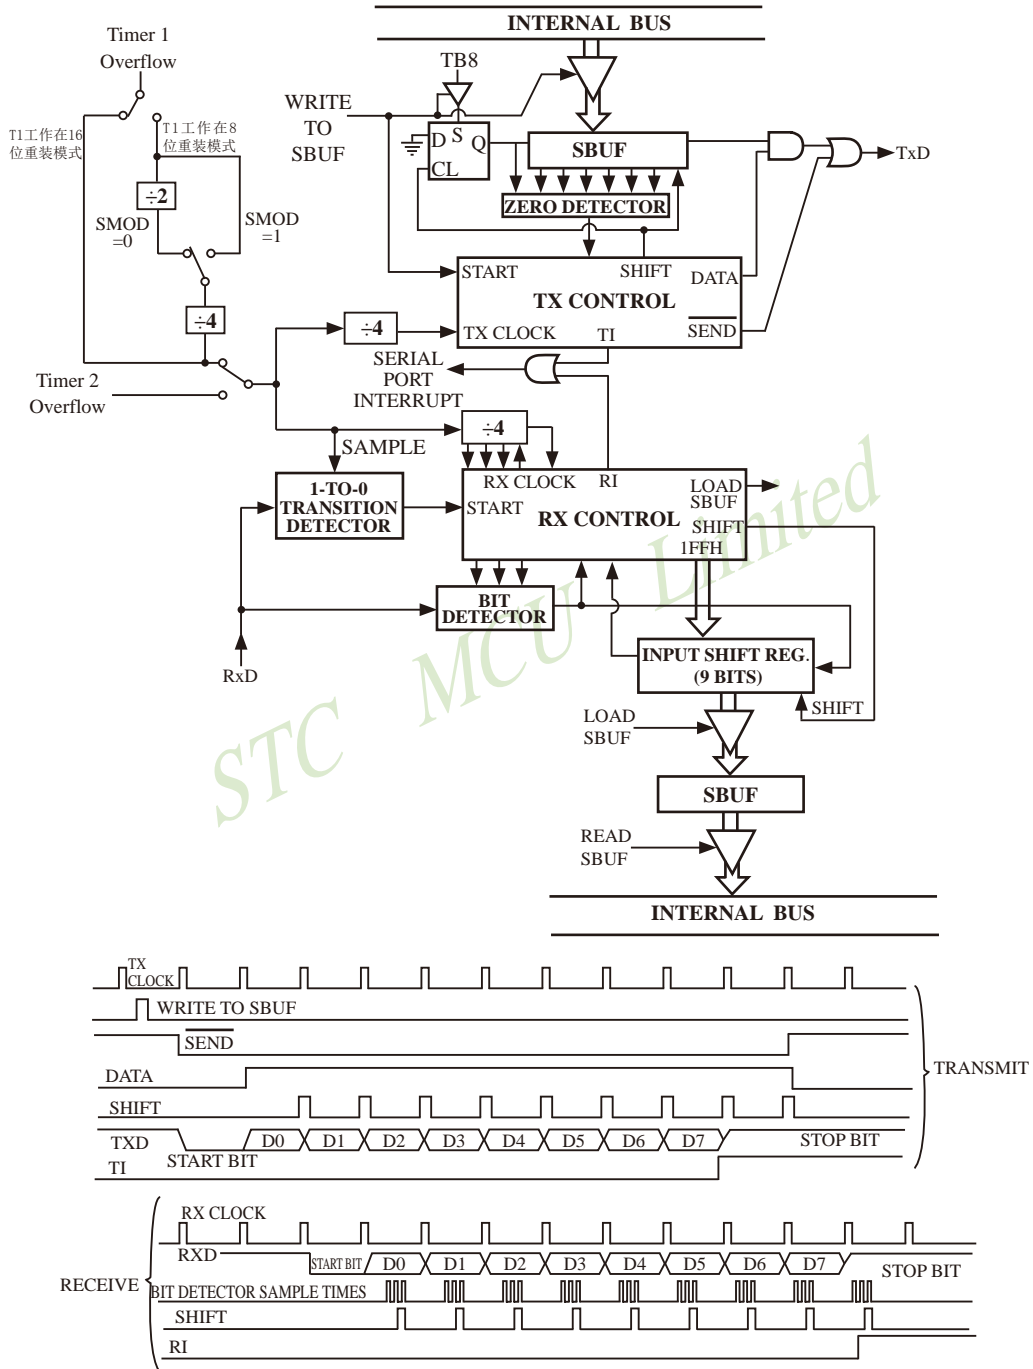 INTERNAL BUS
Timer 1
Overflow
TB8
WRITE
TO
SBUF
T1工作在16
位重装模式
T1工作在8
位重装模式
D S Q
CL
SBUF
TxD
÷2
ZERO DETECTOR
SMOD
=0
SMOD
=1
START
SHIFT
DATA
TX CONTROL
÷4
÷4
TX CLOCK
TI
SEND
SERIAL
PORT
INTERRUPT
Timer 2
Overflow
÷4
SAMPLE
1-TO-0
TRANSITION
DETECTOR
RX CLOCK
RI
LOAD
SBUF
START
RX CONTROL
SHIFT
1FFH
BIT
DETECTOR
RxD
INPUT SHIFT REG.
(9 BITS)
SHIFT
LOAD
SBUF
SBUF
READ
SBUF
INTERNAL BUS
STC MCU Limited
TX
CLOCK
WRITE TO SBUF
SEND
DATA
TRANSMIT
SHIFT
TXD
D0 D1 D2 D3 D4 D5 D6 D7
STOP BIT
START BIT
TI
RX CLOCK
RXD
START BIT
D0 D1 D2 D3 D4 D5 D6 D7
STOP BIT
RECEIVE
BIT DETECTOR SAMPLE TIMES
SHIFT
RI